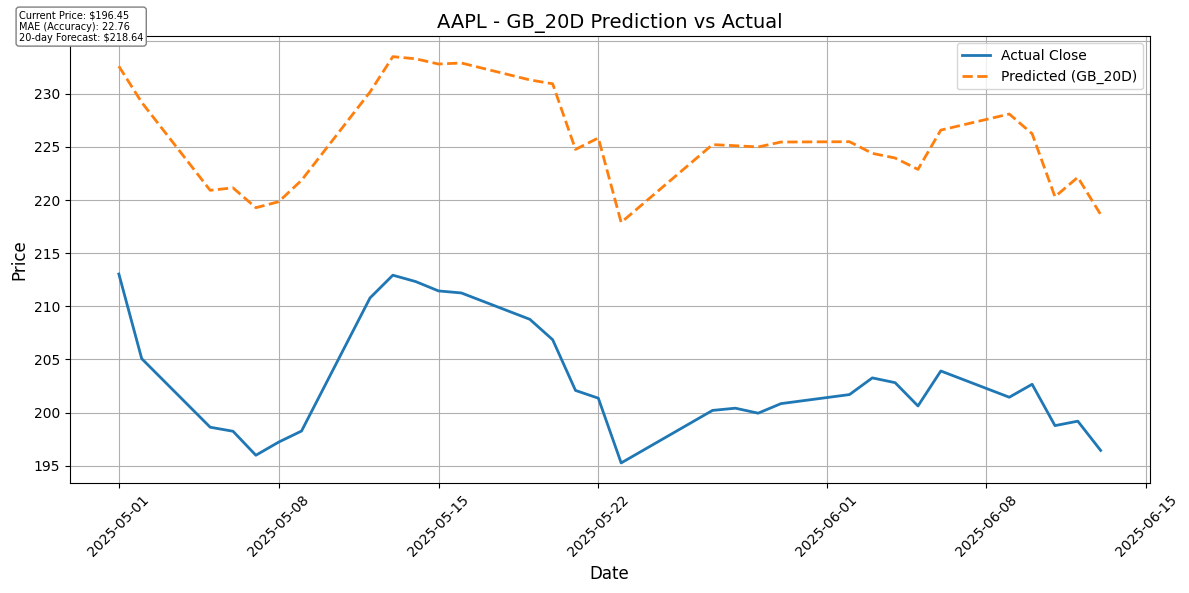 AAPL - GB_20D Prediction vs Actual
Current Price: $196.45
MAE (Accuracy): 22.76
20-day Forecast: $218.64
Actual Close
Predicted (GB_20D)
Price
230
225
220
215
210
205
200
195
2025-05-01
2025-05-08
2025-05-15
2025-05-22
2025-06-01
2025-06-08
2025-06-15
Date